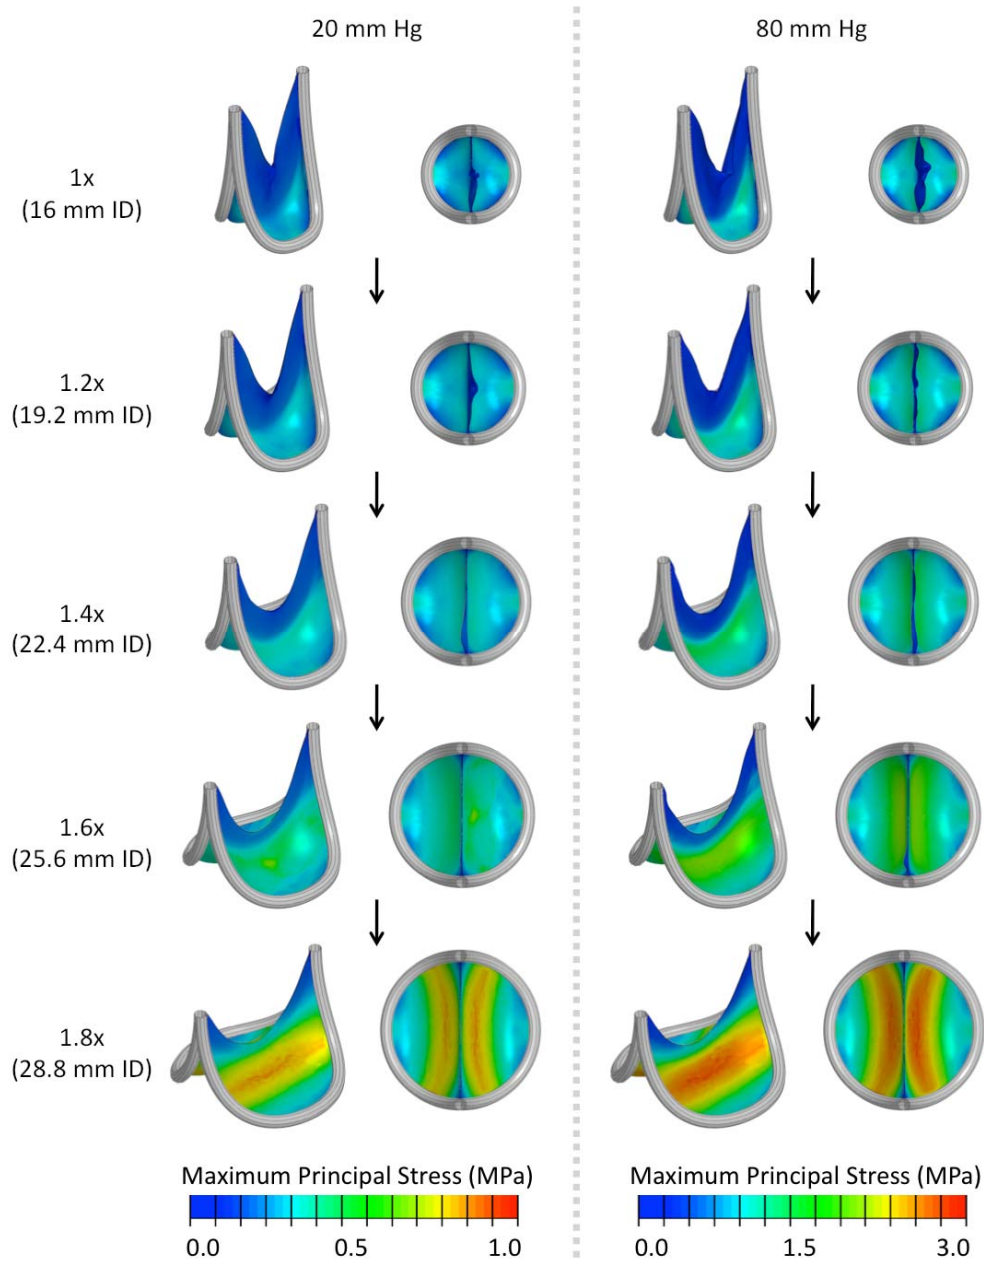 20 mm Hg
80 mm Hg
1x
(16 mm ID)
1.2x
(19.2 mm ID)
1.4x
(22.4 mm ID)
1.6x
(25.6 mm ID)
1.8x
(28.8 mm ID)
Maximum Principal Stress (MPa)
0.0 0.5 1.0
Maximum Principal Stress (MPa)
0.0 1.5 3.0